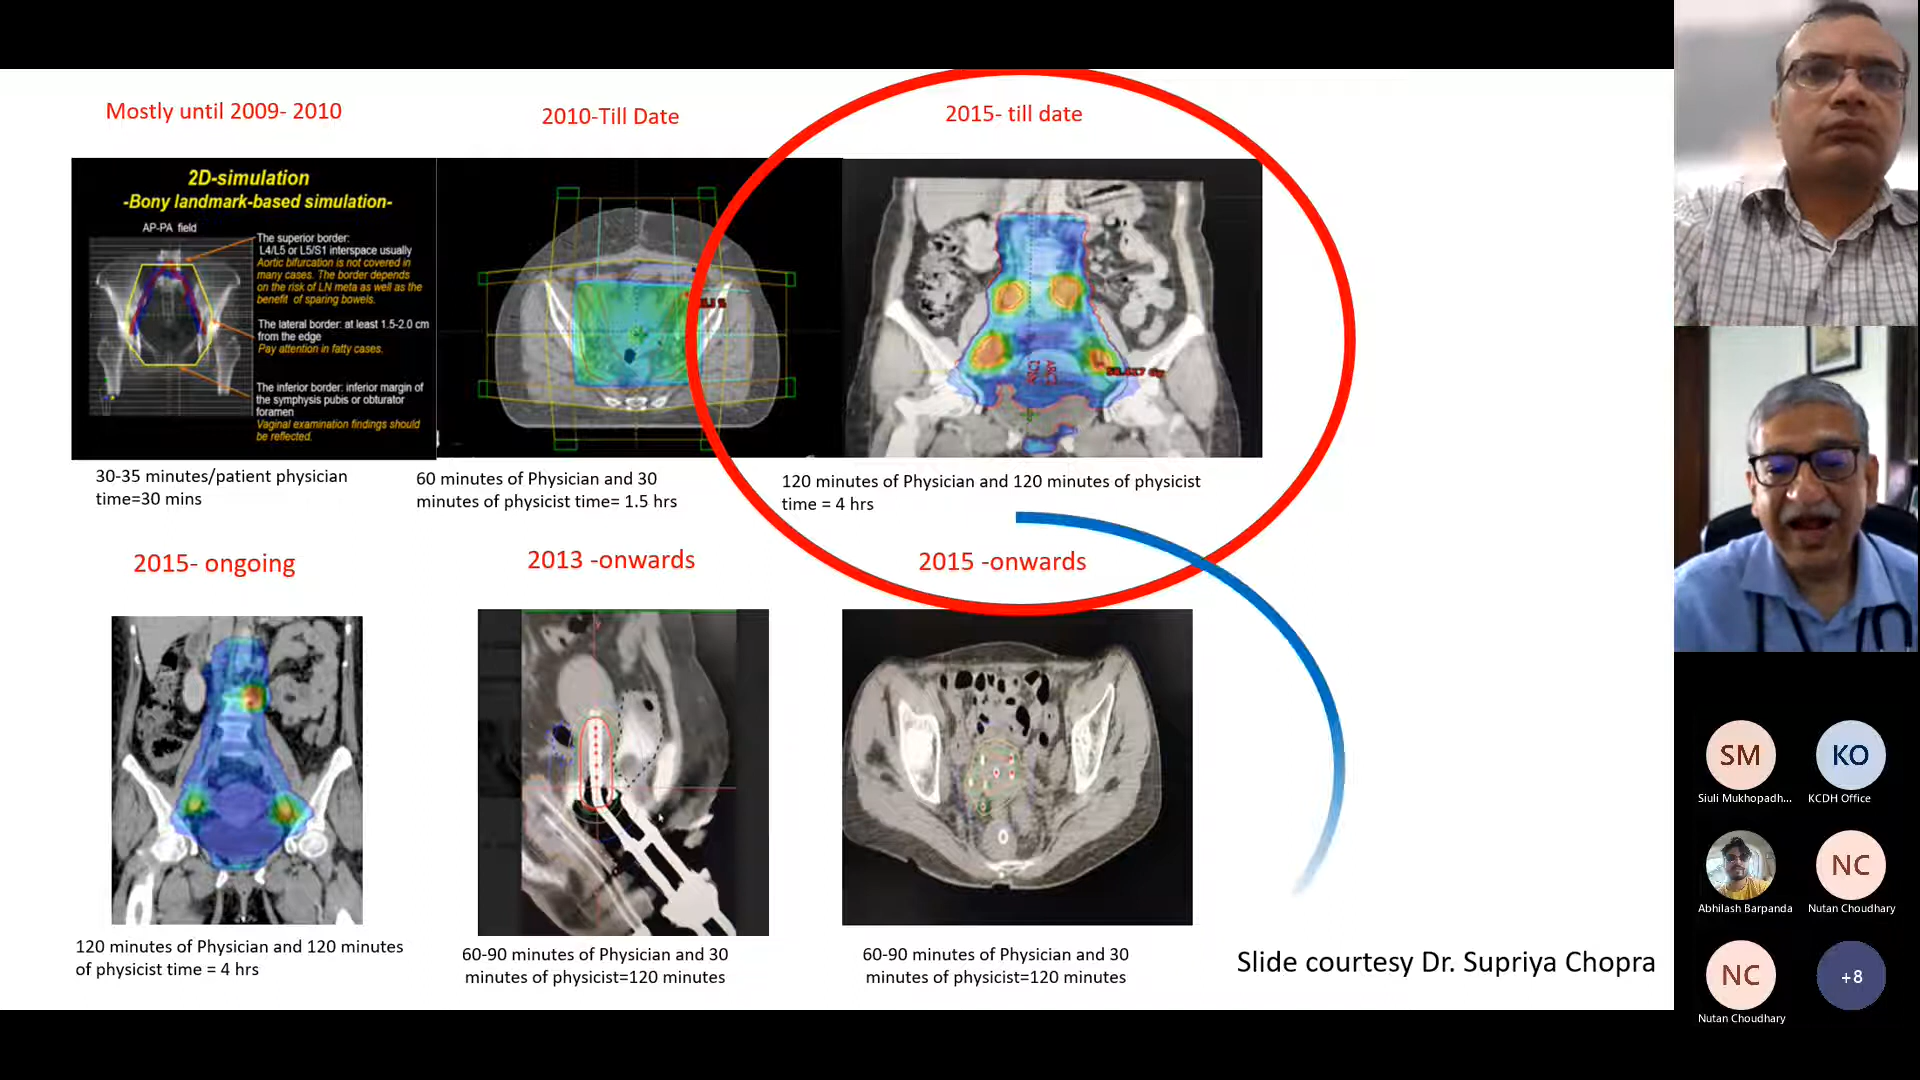 Mostly until 2009- 2010
2D-simulation
-Bony landmark-based simulation-
AP-PA field
The superior border:
L4/L5 or L5/S1 interspace usually
Aortic bifurcation is not covered in
many cases. The border depends
on the risk of LN meta as well as the
benefit of sparing bowels.
The lateral border: at least 1.5-2.0 cm
from the edge
Pay attention in fatty cases.
The inferior border: inferior margin of
the symphysis pubis or obturator
foramen
Vaginal examination findings should
be reflected.
30-35 minutes/patient physician
time=30 mins
2010-Till Date
60 minutes of Physician and 30
minutes of physicist time= 1.5 hrs
2015- till date
120 minutes of Physician and 120 minutes of physicist
time = 4 hrs
2015- ongoing
120 minutes of Physician and 120 minutes
of physicist time = 4 hrs
2013 -onwards
60-90 minutes of Physician and 30
minutes of physicist=120 minutes
2015 -onwards
60-90 minutes of Physician and 30
minutes of physicist=120 minutes
Slide courtesy Dr. Supriya Chopra
SM
Siuli Mukhopadh...
KO
KCDH Office
Abhilash Barpanda
NC
Nutan Choudhary
NC
Nutan Choudhary
+8